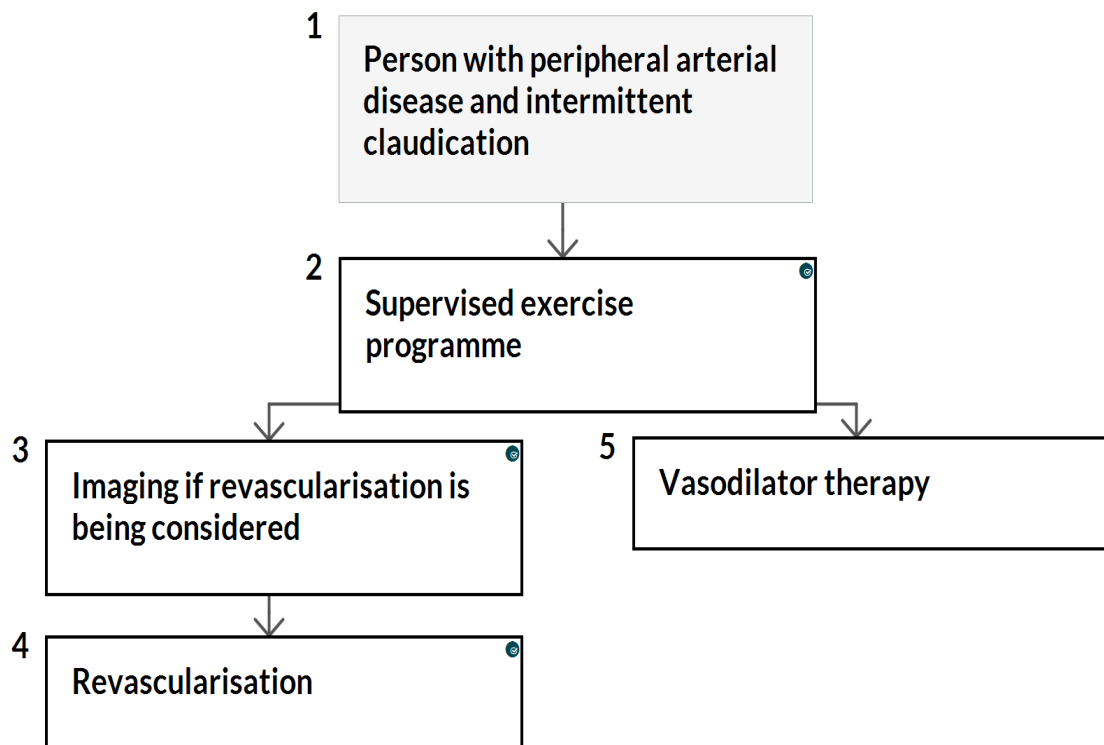 1
Person with peripheral arterial
disease and intermittent
claudication
2
Supervised exercise
programme
3
Imaging if revascularisation is
being considered
5
Vasodilator therapy
4
Revascularisation